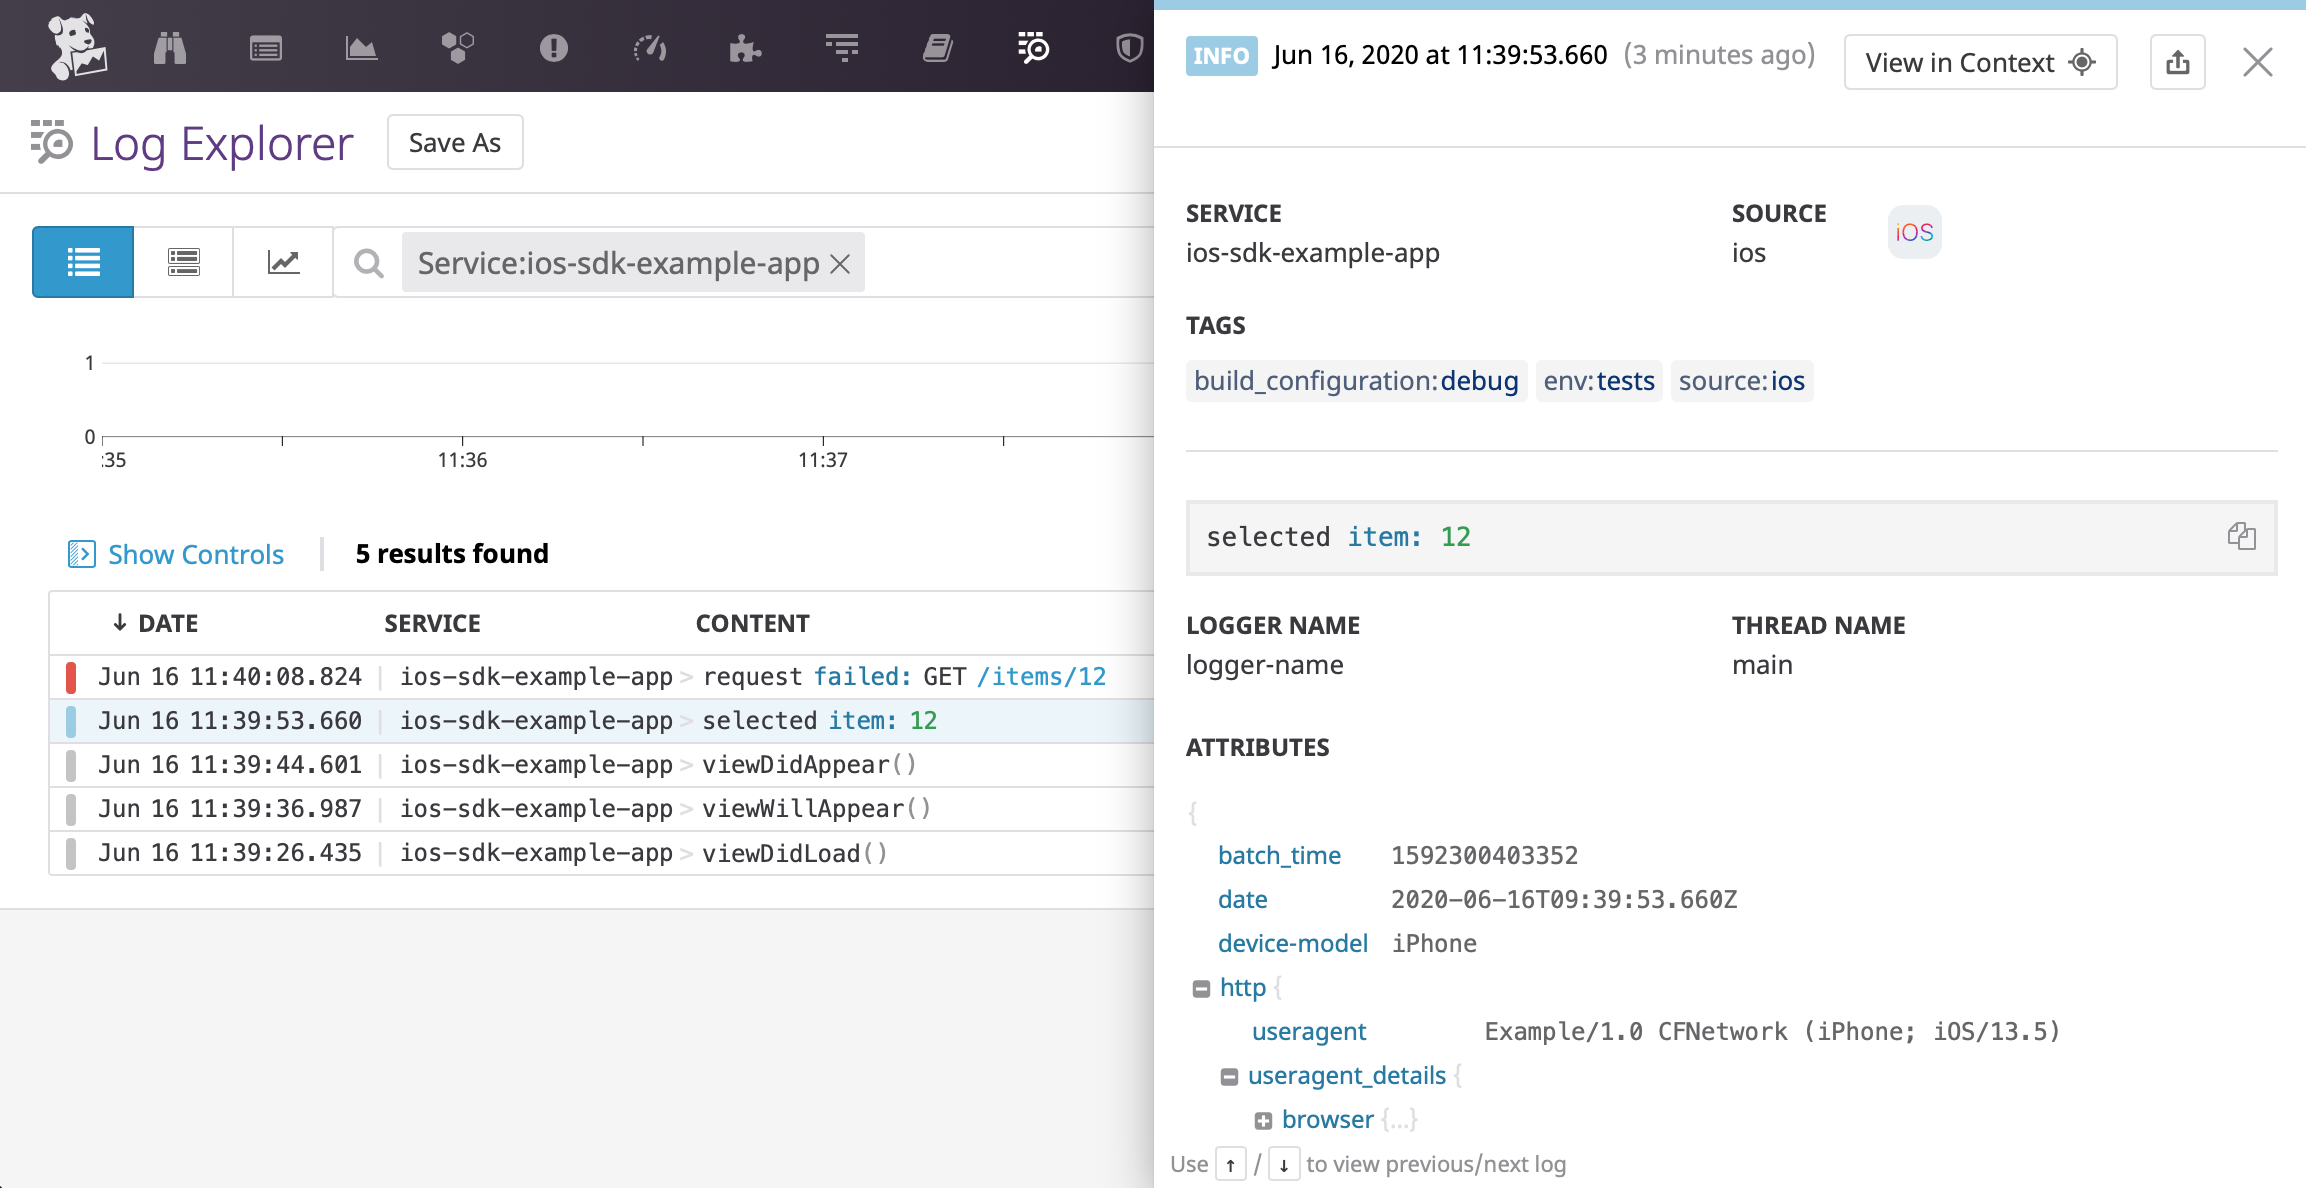 Log Explorer
Save As
Service:ios-sdk-example-app
1
0
:35 11:36 11:37
Show Controls
5 results found
DATE SERVICE CONTENT
Jun 16 11:40:08.824 ios-sdk-example-app > request failed: GET /items/12
Jun 16 11:39:53.660 ios-sdk-example-app > selected item: 12
Jun 16 11:39:44.601 ios-sdk-example-app > viewDidAppear()
Jun 16 11:39:36.987 ios-sdk-example-app > viewWillAppear()
Jun 16 11:39:26.435 ios-sdk-example-app > viewDidLoad()
INFO Jun 16, 2020 at 11:39:53.660 (3 minutes ago)
View in Context
SERVICE
ios-sdk-example-app
SOURCE
ios
iOS
TAGS
build_configuration:debug env:tests source:ios
selected item: 12
LOGGER NAME
logger-name
THREAD NAME
main
ATTRIBUTES
{
batch_time 1592300403352
date 2020-06-16T09:39:53.660Z
device-model iPhone
http {
useragent Example/1.0 CFNetwork (iPhone; iOS/13.5)
useragent_details {
browser {...}
Use ↑ / ↓ to view previous/next log